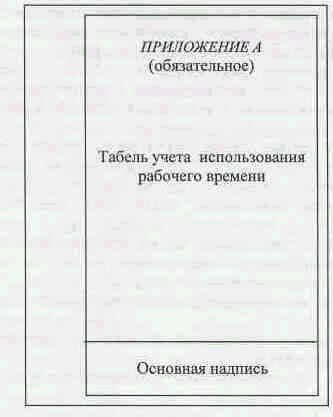 ПРИЛОЖЕНИЕ А
(обязательное)
Табель учета использования
рабочего времени
Основная надпись